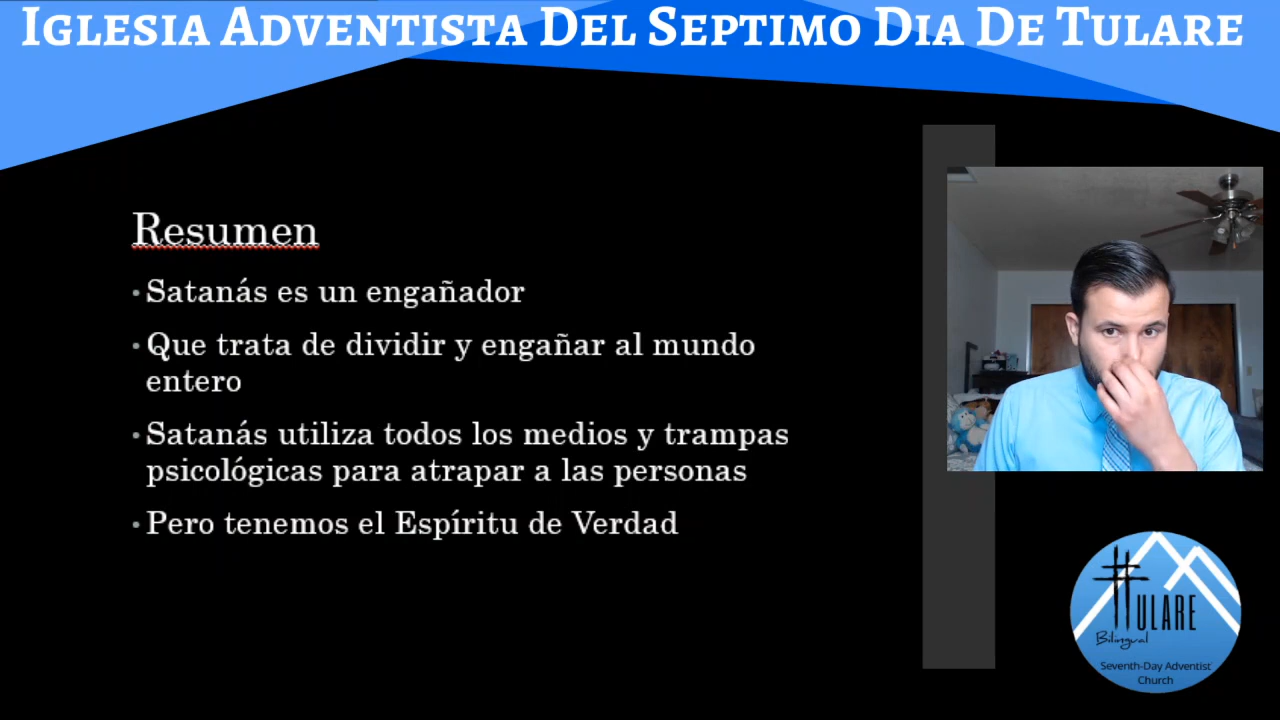 Iglesia Adventista Del Septimo Dia De Tulare
Resumen
Satanás es un engañador
Que trata de dividir y engañar al mundo
entero
Satanás utiliza todos los medios y trampas
psicológicas para atrapar a las personas
Pero tenemos el Espíritu de Verdad
TULARE
Bilingual
Seventh-Day Adventist
Church